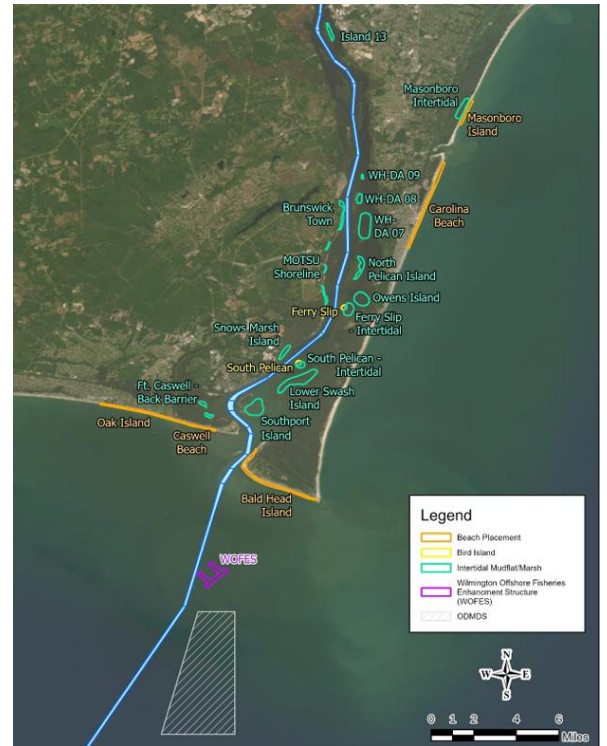 Island 13
Masonboro
Intertidal
Masonboro
Island
WH-DA 09
WH-DA 08
Brunswick
Town
WH-
DA 07
Carolina
Beach
MOTSU
Shoreline
North
Pelican Island
Owens Island
Ferry Slip
Ferry Slip
- Intertidal
Snows Marsh
Island
South Pelican
South Pelican -
Intertidal
Lower Swash
Island
Ft. Caswell -
Back Barrier
Oak Island
Caswell
Beach
Southport
Island
Bald Head
Island
WOFES
Legend
Beach Placement
Bird Island
Intertidal Mudflat/Marsh
Wilmington Offshore Fisheries
Enhancment Structure
(WOFES)
ODMDS
N
W E
S
0 1 2 4 6
Miles